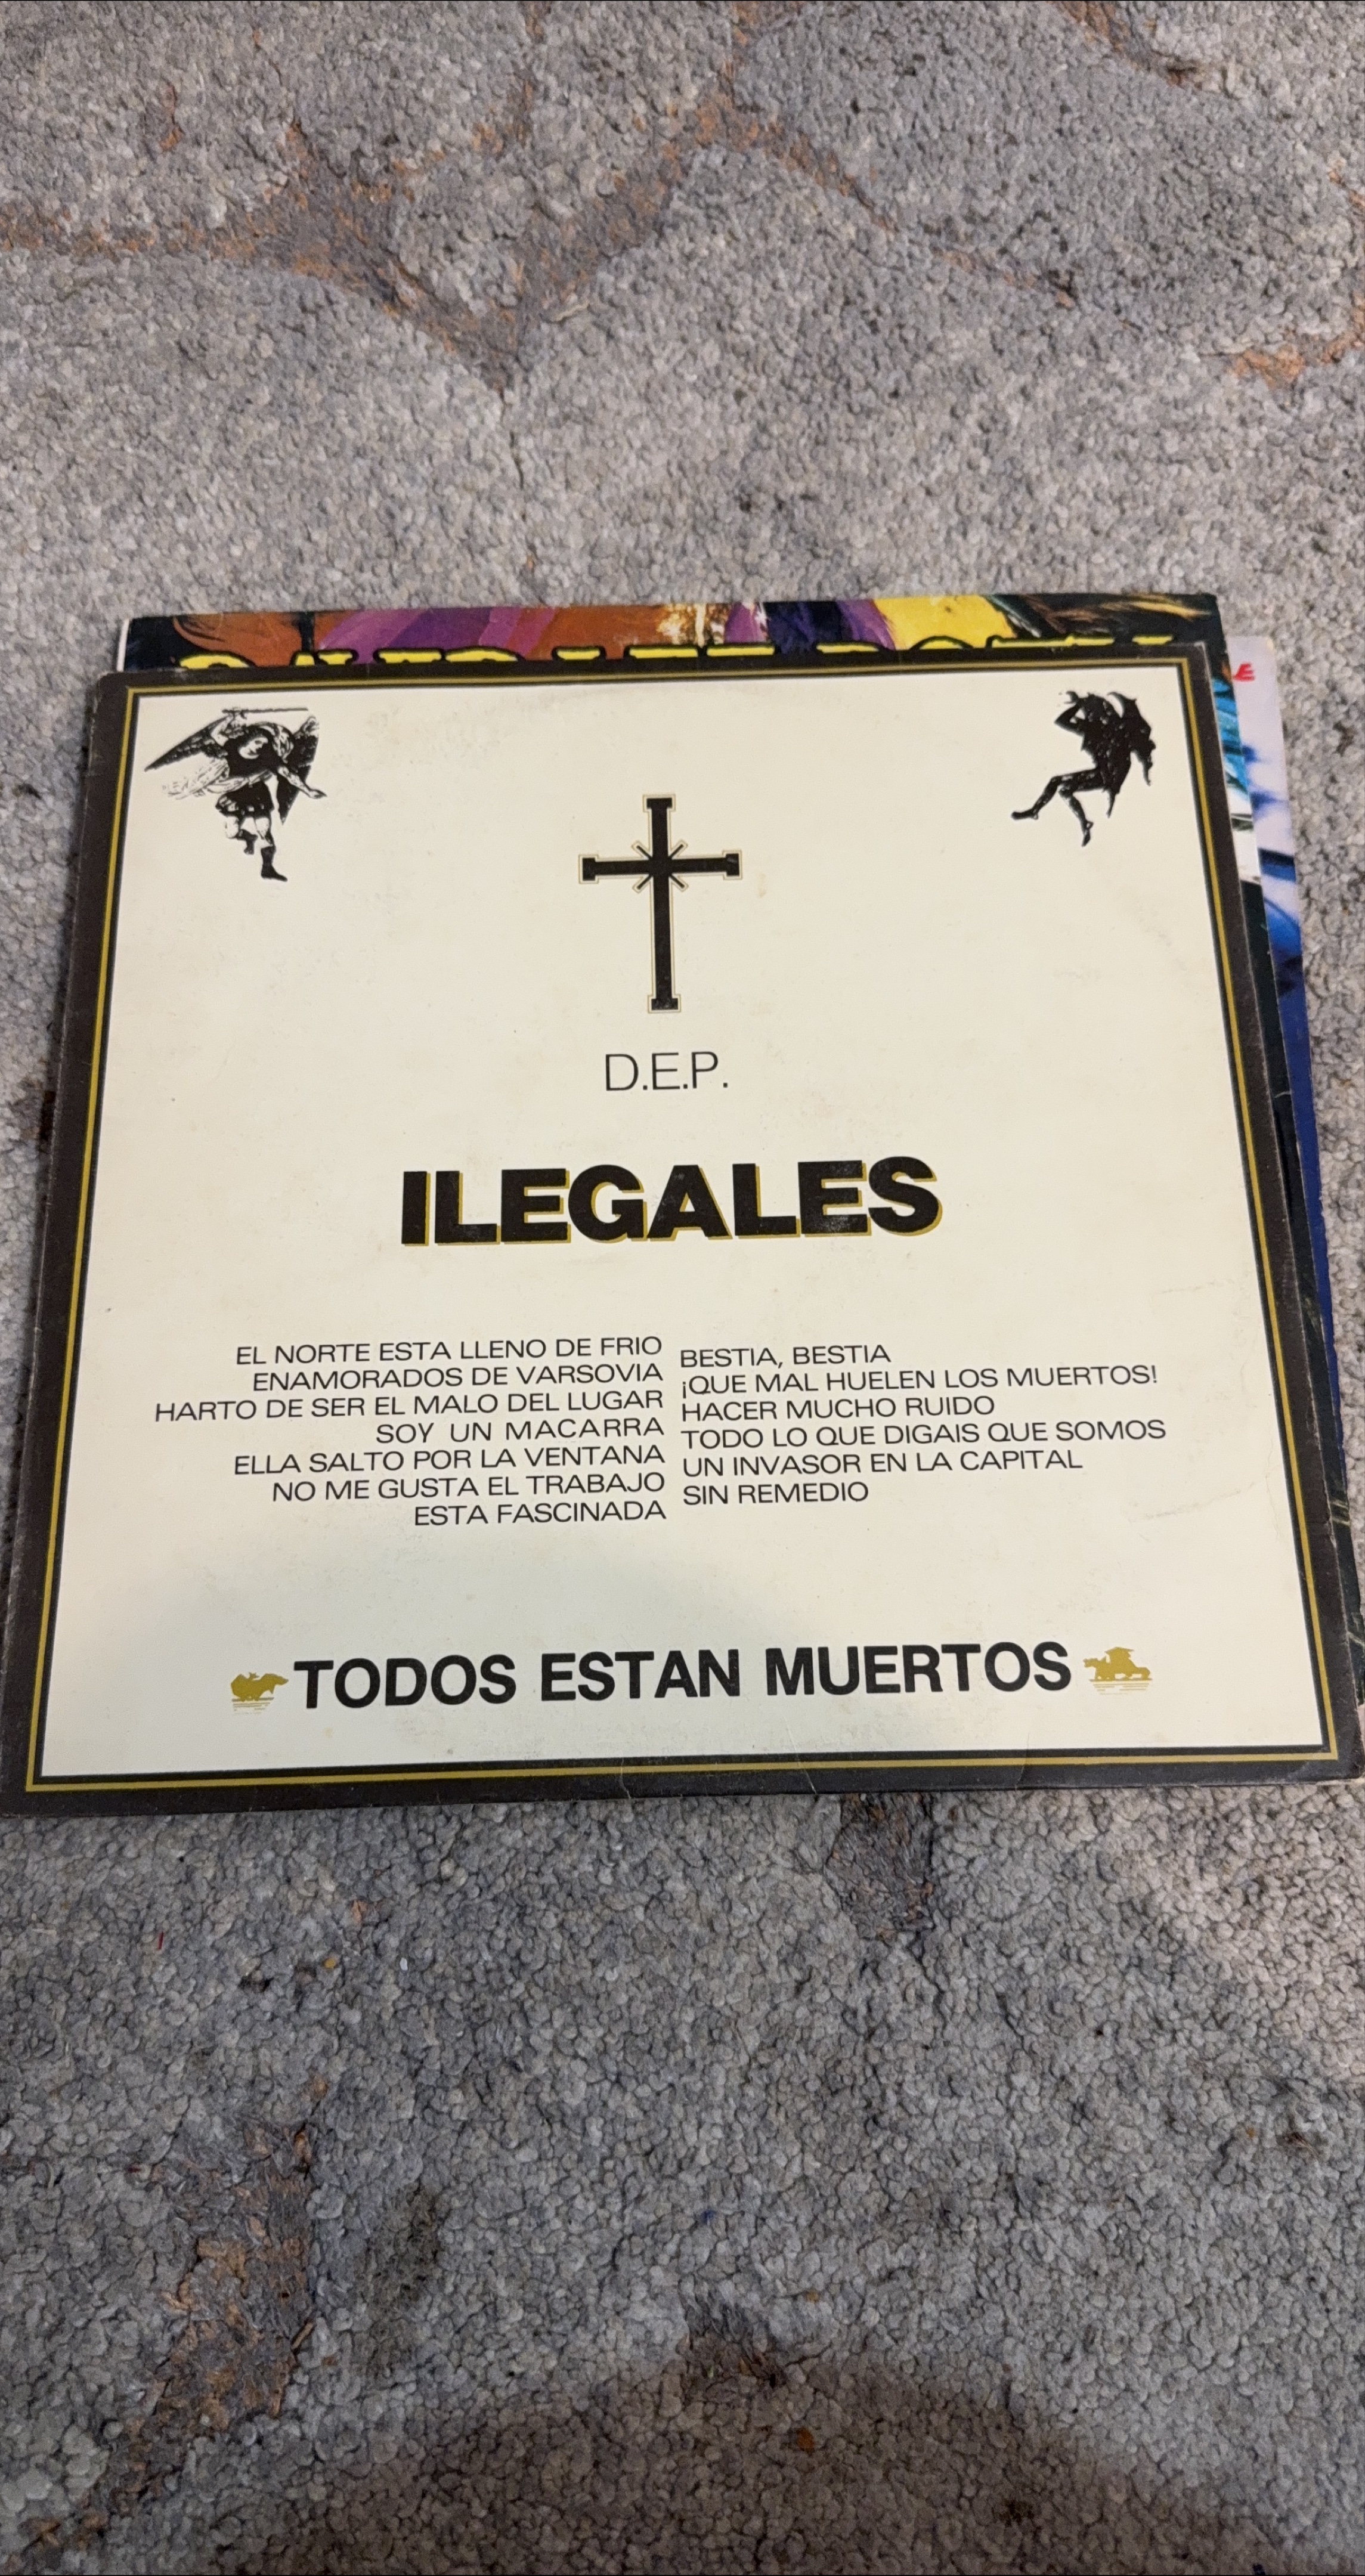 E
D.E.P.
ILEGALES
EL NORTE ESTA LLENO DE FRIO
ENAMORADOS DE VARSOVIA
HARTO DE SER EL MALO DEL LUGAR
SOY UN MACARRA
ELLA SALTO POR LA VENTANA
NO ME GUSTA EL TRABAJO
ESTA FASCINADA
BESTIA, BESTIA
¡QUE MAL HUELEN LOS MUERTOS!
HACER MUCHO RUIDO
TODO LO QUE DIGAIS QUE SOMOS
UN INVASOR EN LA CAPITAL
SIN REMEDIO
TODOS ESTAN MUERTOS